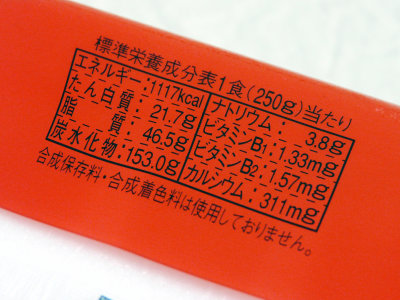 標準栄養成分表1食(250g)当たり
エネルギー:1117kcal
たん白質:21.7g
脂質:46.5g
炭水化物:153.0g
ナトリウム:3.8g
ビタミンB1:1.33mg
ビタミンB2:1.57mg
カルシウム:311mg
合成保存料・合成着色料は使用しておりません。